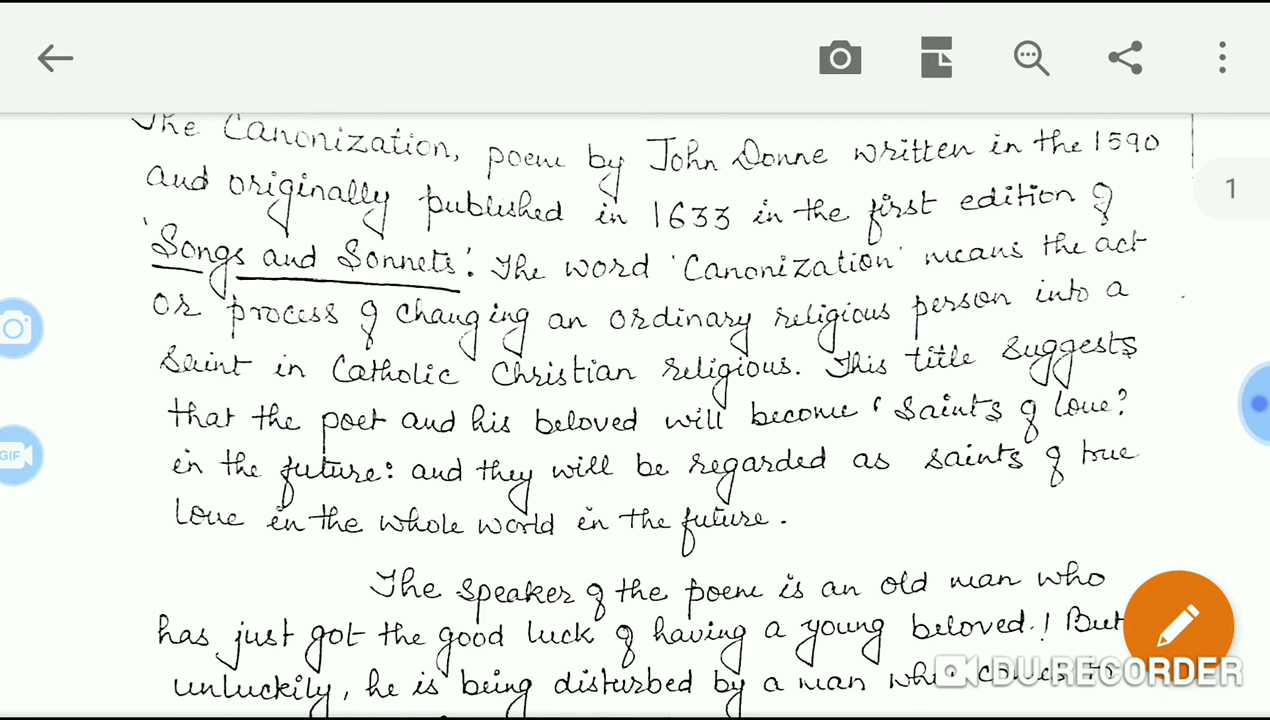 1
The Canonization, poem by John Donne written in the 1590
and originally published in 1633 in the first edition of
'Songs and Sonnets'. The word 'Canonization' means the act
or process of changing an ordinary religious person into a
saint in Catholic Christian religious. This title suggests
that the poet and his beloved will become 'saints of love?
in the future: and they will be regarded as saints of true
love in the whole world in the future.
The speaker of the poem is an old man who
has just got the good luck of having a young beloved.! But
unluckily, he is being disturbed by a man who comes to
GIF
DU RECORDER